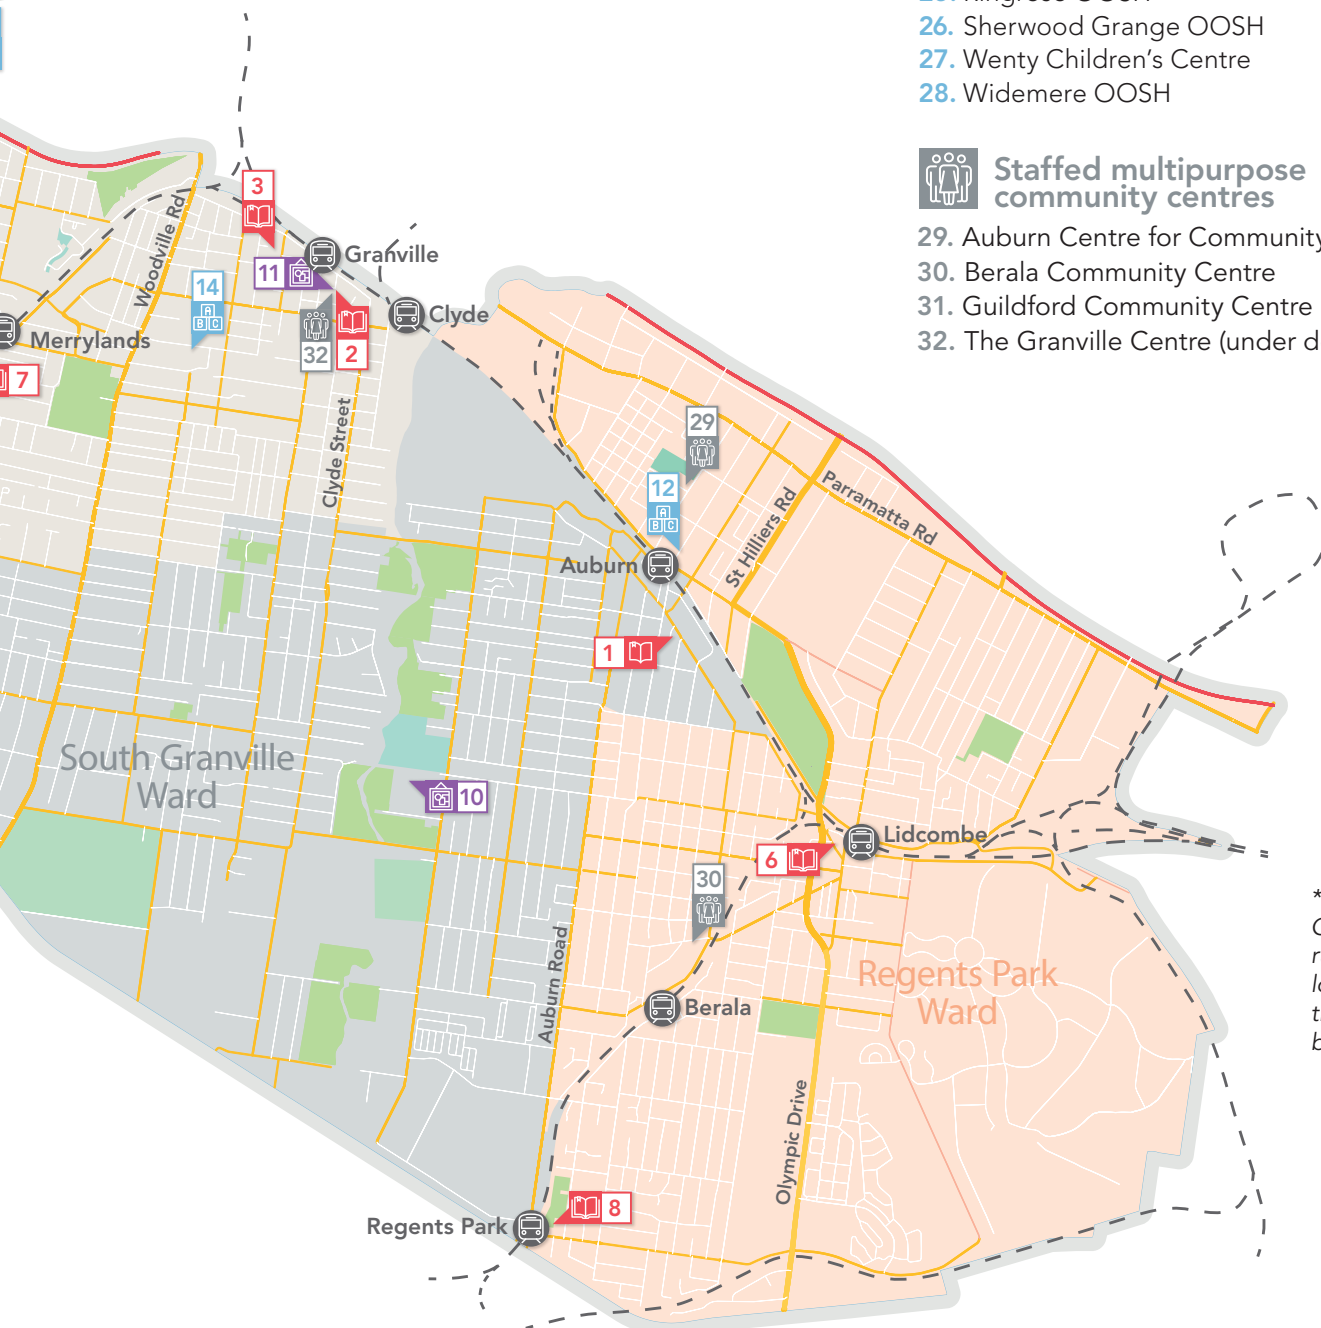 26. Sherwood Grange OOSH
27. Wenty Children's Centre
28. Widemere OOSH
Staffed multipurpose
community centres
29. Auburn Centre for Community
30. Berala Community Centre
31. Guildford Community Centre
32. The Granville Centre (under d
3
Woodville Rd
Granville
11
14
Clyde
Merrylands
32
2
7
Clyde Street
29
12
Parramatta Rd
St Hilliers Rd
Auburn
1
South Granville
Ward
10
Lidcombe
6
30
Auburn Road
Regents Park
Ward
Berala
Olympic Drive
8
Regents Park